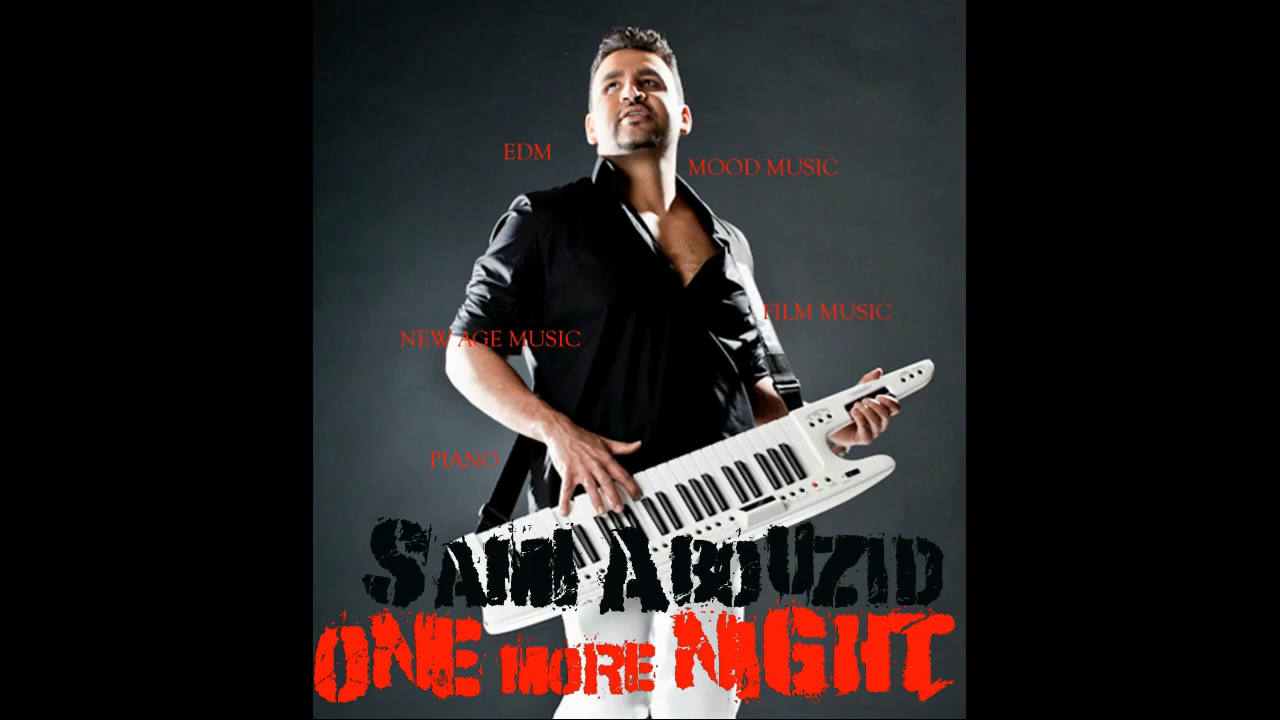 EDM
MOOD MUSIC
FILM MUSIC
NEW AGE MUSIC
PIANO
SAMI ABOUZID
ONE MORE NIGHT